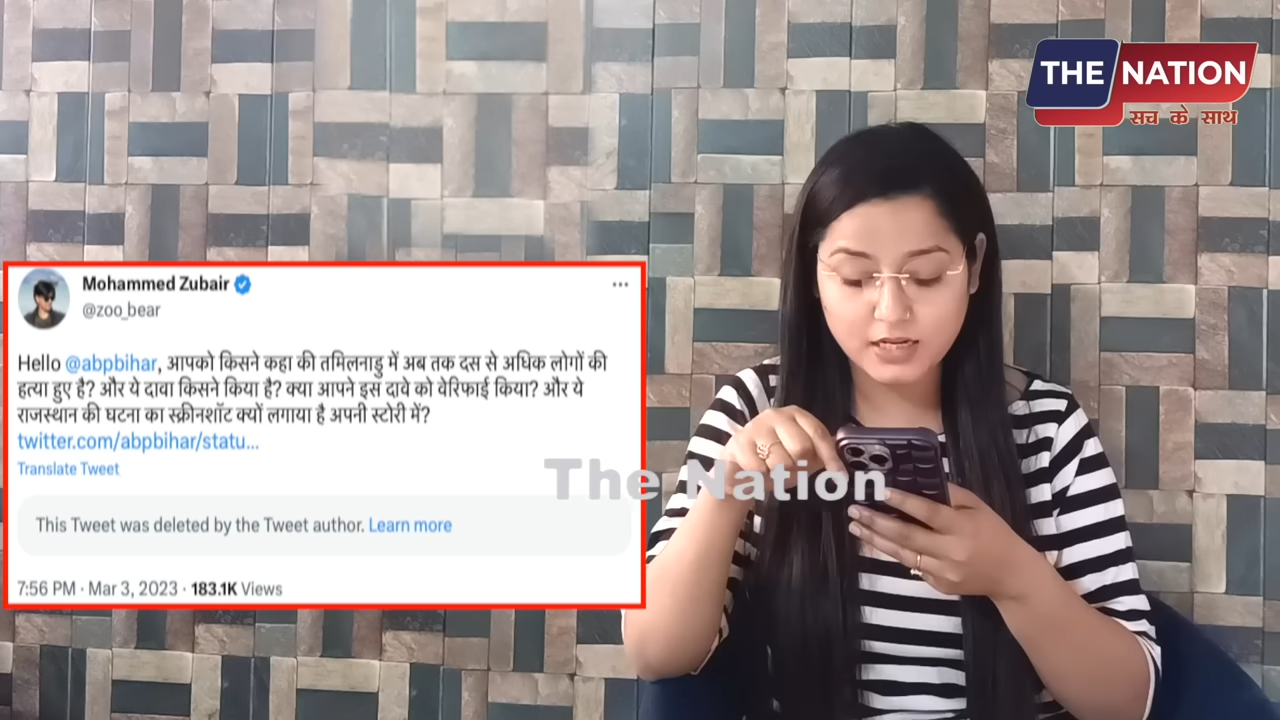 THE NATION
सच के साथ
Mohammed Zubair
@zoo_bear
Hello @abpbihar, आपको किसने कहा की तमिलनाडु में अब तक दस से अधिक लोगों की
हत्या हुए है? और ये दावा किसने किया है? क्या आपने इस दावे को वेरिफाई किया? और ये
राजस्थान की घटना का स्क्रीनशॉट क्यों लगाया है अपनी स्टोरी में?
twitter.com/abpbihar/statu...
Translate Tweet
The Nation
This Tweet was deleted by the Tweet author. Learn more
7:56 PM · Mar 3, 2023 · 183.1K Views